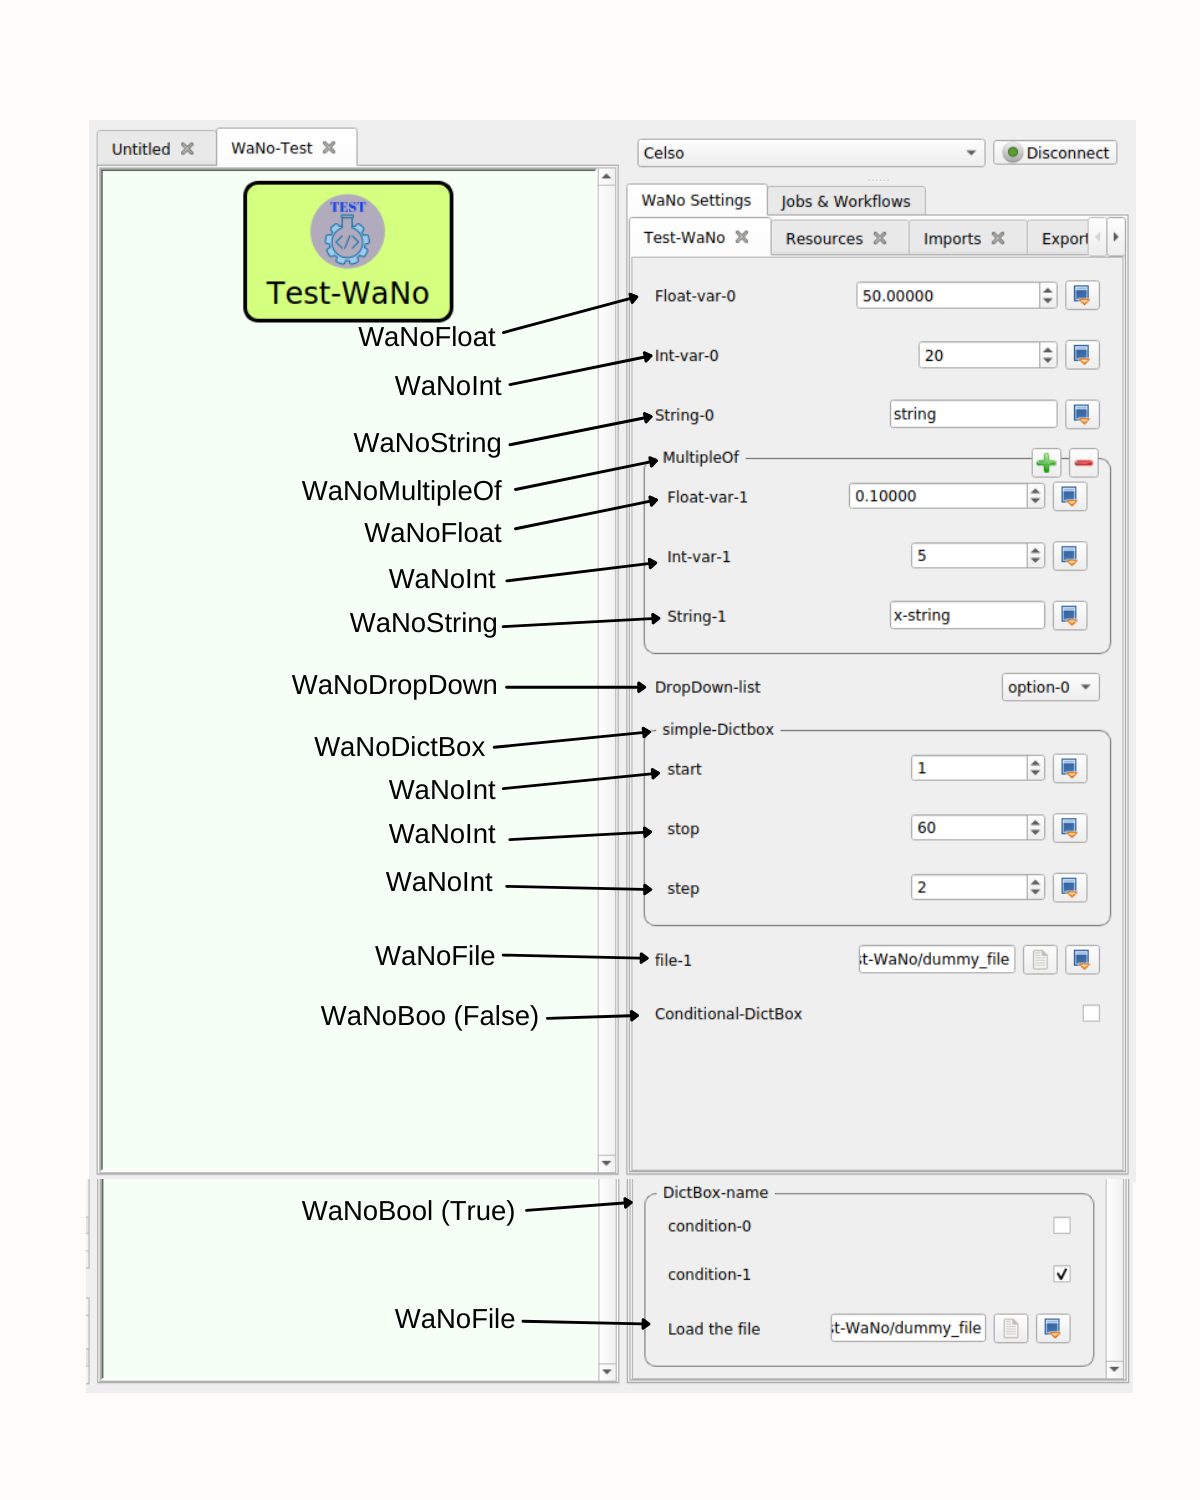 Untitled
WaNo-Test
Celso
Disconnect
WaNo Settings
Jobs & Workflows
Test-WaNo
Resources
Imports
Export
TEST
</>
Test-WaNo
WaNoFloat
Float-var-0
50.00000
WaNoInt
Int-var-0
20
WaNoString
String-0
string
WaNoMultipleOf
MultipleOf
WaNoFloat
Float-var-1
0.10000
WaNoInt
Int-var-1
5
WaNoString
String-1
x-string
WaNoDropDown
DropDown-list
option-0
WaNoDictBox
simple-Dictbox
WaNoInt
start
1
WaNoInt
stop
60
WaNoInt
step
2
WaNoFile
file-1
t-WaNo/dummy_file
WaNoBoo (False)
Conditional-DictBox
WaNoBool (True)
DictBox-name
condition-0
condition-1
WaNoFile
Load the file
t-WaNo/dummy_file